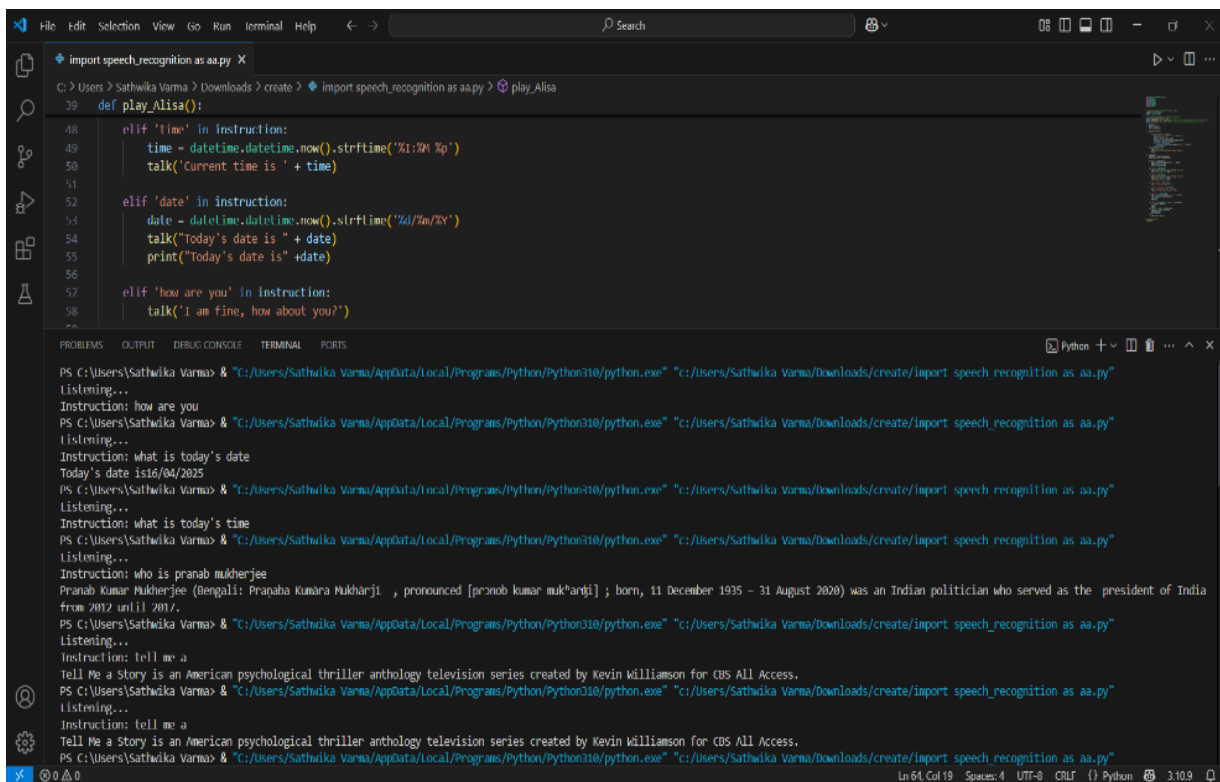 File Edit Selection View Go Run Terminal Help
Search
import speech_recognition as aa.py
C: > Users > Sathwika Varma > Downloads > create > import speech_recognition as aa.py > play_Alisa
39 def play_Alisa():
48 elif 'time' in instruction:
49 time = datetime.datetime.now().strftime('%I:%M %p')
50 talk('Current time is ' + time)
51
52 elif 'date' in instruction:
53 date = datetime.datetime.now().strftime('%d/%m/%Y')
54 talk("Today's date is " + date)
55 print("Today's date is" +date)
56
57 elif 'how are you' in instruction:
58 talk('I am fine, how about you?')
PROBLEMS OUTPUT DEBUG CONSOLE TERMINAL PORTS
Python
PS C:\Users\Sathwika Varma> & "C:/Users/Sathwika Varma/AppData/Local/Programs/Python/Python310/python.exe" "c:/Users/Sathwika Varma/Downloads/create/import speech_recognition as aa.py"
Listening...
Instruction: how are you
PS C:\Users\Sathwika Varma> & "C:/Users/Sathwika Varma/AppData/Local/Programs/Python/Python310/python.exe" "c:/Users/Sathwika Varma/Downloads/create/import speech_recognition as aa.py"
Listening...
Instruction: what is today's date
Today's date is16/04/2025
PS C:\Users\Sathwika Varma> & "C:/Users/Sathwika Varma/AppData/Local/Programs/Python/Python310/python.exe" "c:/Users/Sathwika Varma/Downloads/create/import speech_recognition as aa.py"
Listening...
Instruction: what is today's time
PS C:\Users\Sathwika Varma> & "C:/Users/Sathwika Varma/AppData/Local/Programs/Python/Python310/python.exe" "c:/Users/Sathwika Varma/Downloads/create/import speech_recognition as aa.py"
Listening...
Instruction: who is pranab mukherjee
Pranab Kumar Mukherjee (Bengali: Praṇaba Kumāra Mukhārji , pronounced [prɔnob kumar mukʰardʒi] ; born, 11 December 1935 – 31 August 2020) was an Indian politician who served as the president of India
from 2012 until 2017.
PS C:\Users\Sathwika Varma> & "C:/Users/Sathwika Varma/AppData/Local/Programs/Python/Python310/python.exe" "c:/Users/Sathwika Varma/Downloads/create/import speech_recognition as aa.py"
Listening...
Instruction: tell me a
Tell Me a Story is an American psychological thriller anthology television series created by Kevin Williamson for CBS All Access.
PS C:\Users\Sathwika Varma> & "C:/Users/Sathwika Varma/AppData/Local/Programs/Python/Python310/python.exe" "c:/Users/Sathwika Varma/Downloads/create/import speech_recognition as aa.py"
Listening...
Instruction: tell me a
Tell Me a Story is an American psychological thriller anthology television series created by Kevin Williamson for CBS All Access.
PS C:\Users\Sathwika Varma> & "C:/Users/Sathwika Varma/AppData/Local/Programs/Python/Python310/python.exe" "c:/Users/Sathwika Varma/Downloads/create/import speech_recognition as aa.py"
0 0 Ln 64, Col 19 Spaces: 4 UTF-8 CRLF {} Python 3.10.9